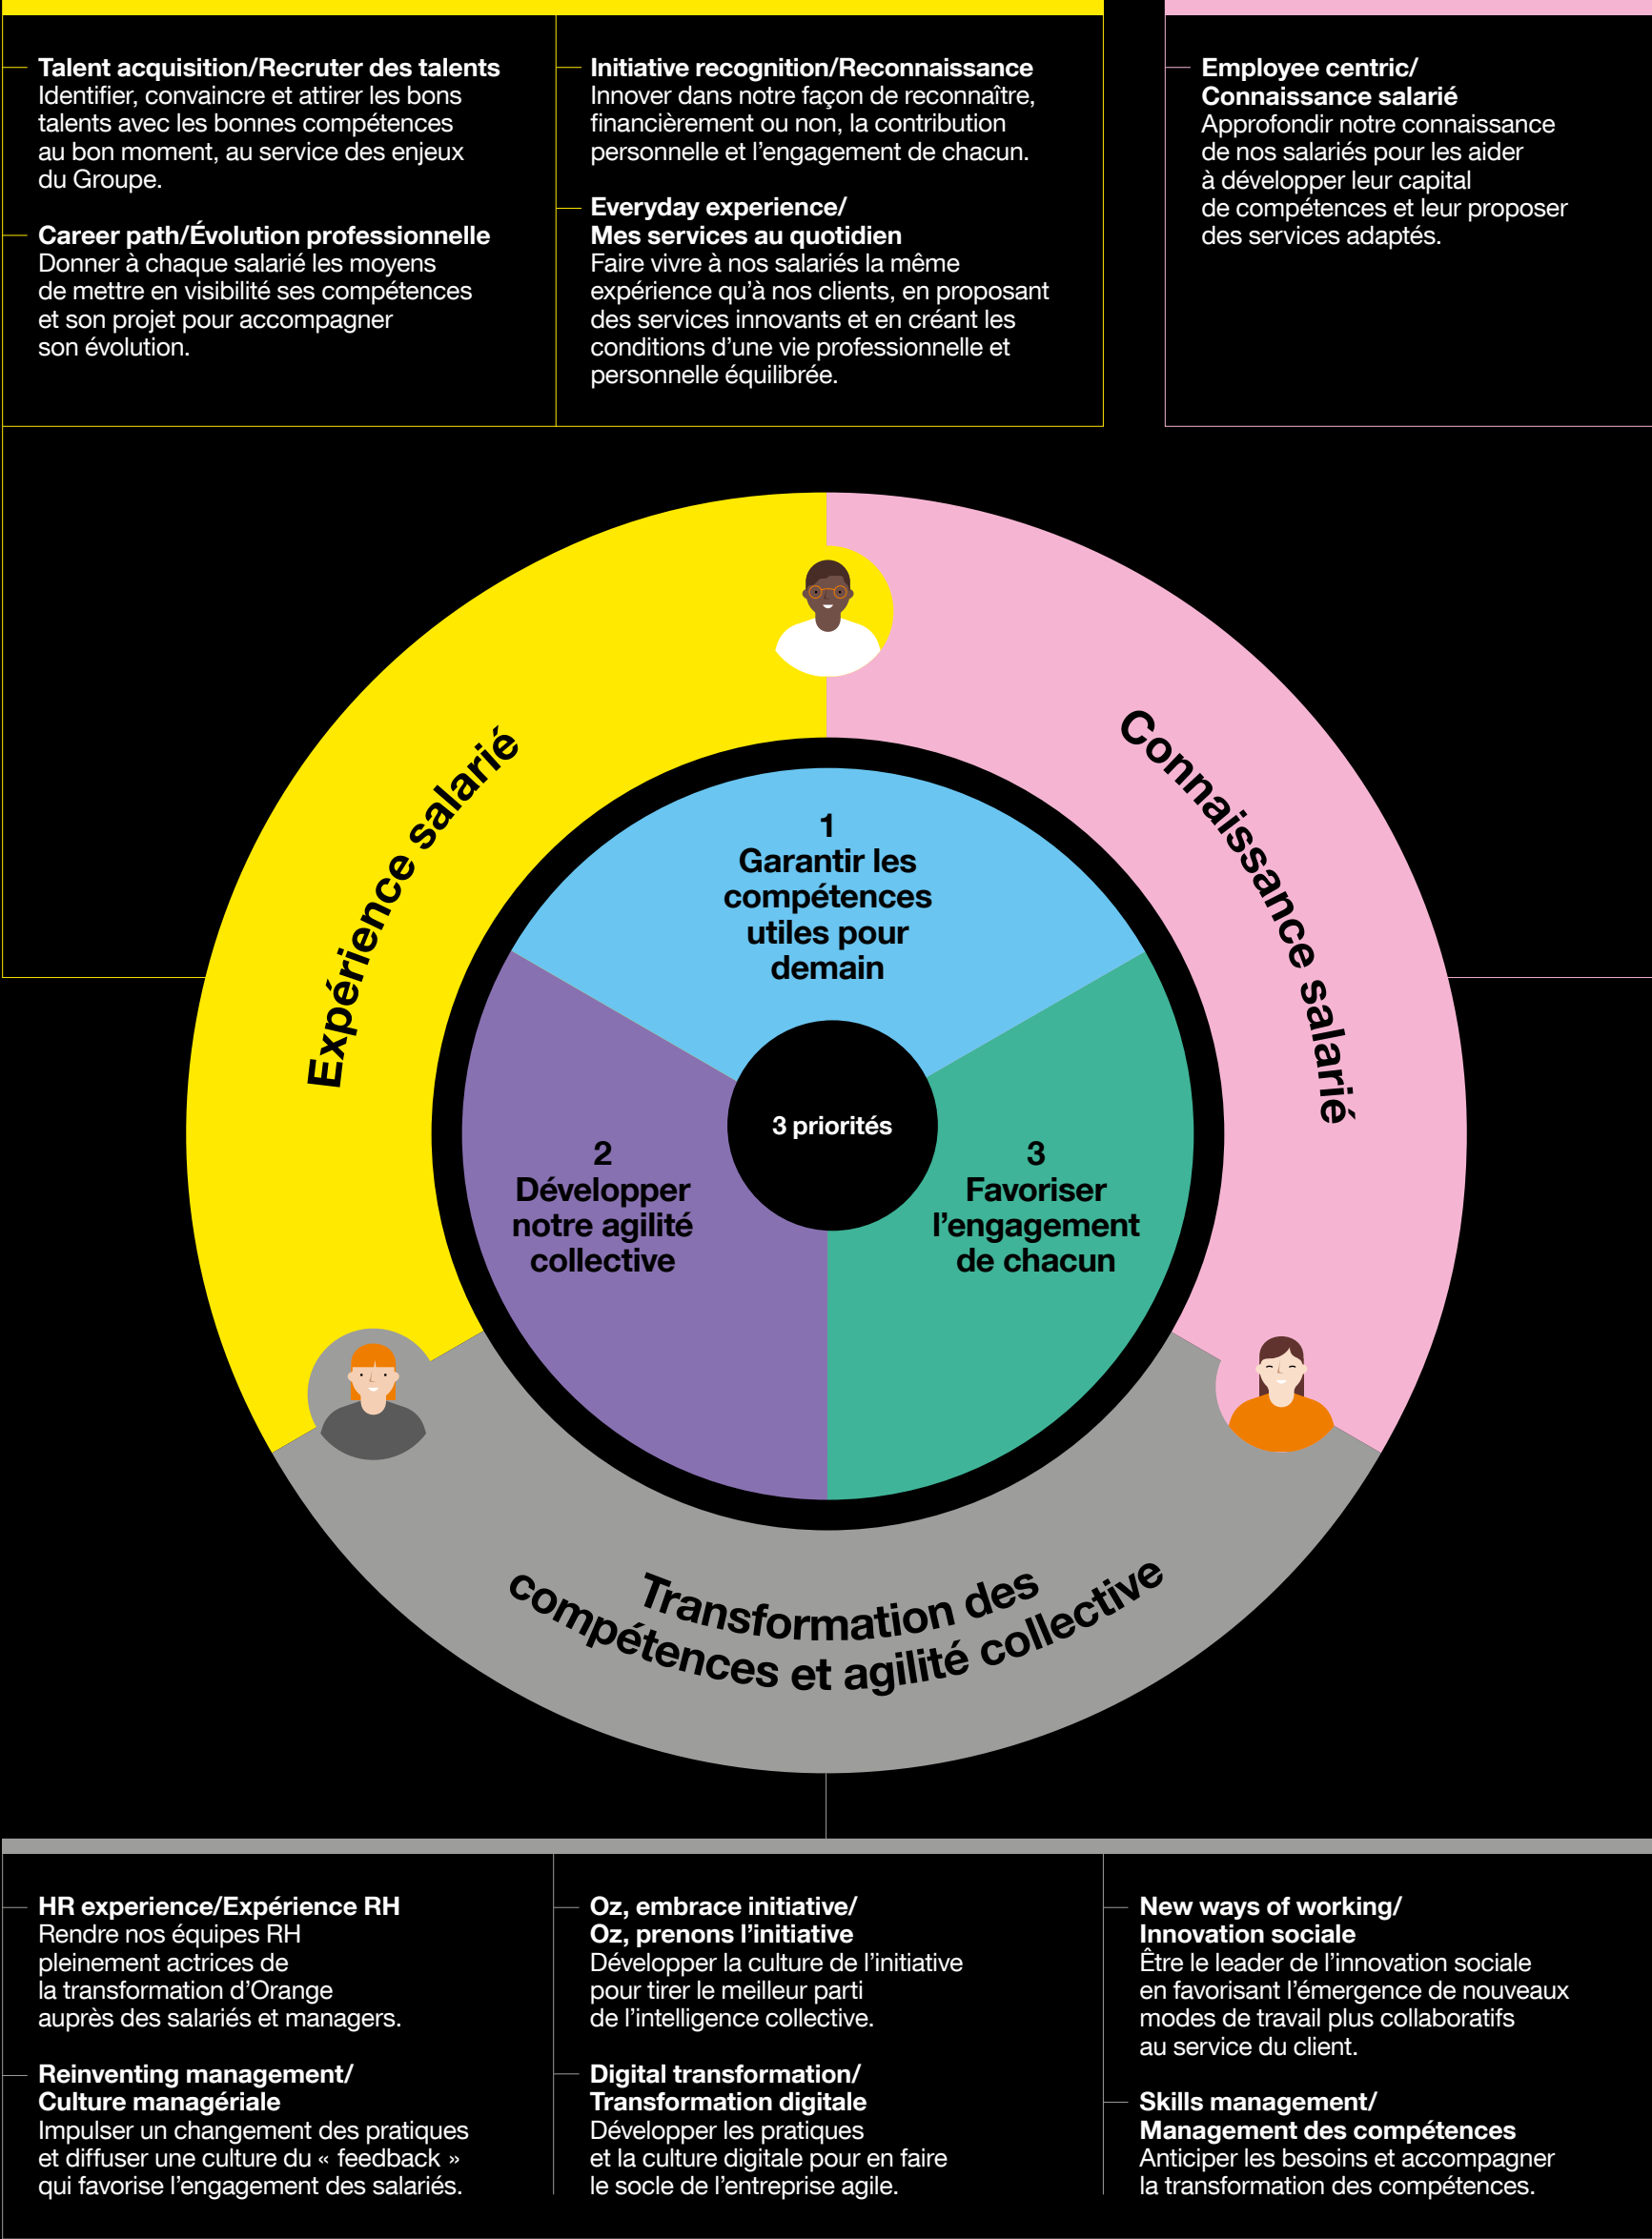 Talent acquisition/Recruter des talents
Identifier, convaincre et attirer les bons
talents avec les bonnes compétences
au bon moment, au service des enjeux
du Groupe.
Career path/Évolution professionnelle
Donner à chaque salarié les moyens
de mettre en visibilité ses compétences
et son projet pour accompagner
son évolution.
Initiative recognition/Reconnaissance
Innover dans notre façon de reconnaître,
financièrement ou non, la contribution
personnelle et l’engagement de chacun.
Everyday experience/
Mes services au quotidien
Faire vivre à nos salariés la même
expérience qu’à nos clients, en proposant
des services innovants et en créant les
conditions d’une vie professionnelle et
personnelle équilibrée.
Employee centric/
Connaissance salarié
Approfondir notre connaissance
de nos salariés pour les aider
à développer leur capital
de compétences et leur proposer
des services adaptés.
Expérience salarié
Connaissance salarié
1
Garantir les
compétences
utiles pour
demain
3 priorités
2
Développer
notre agilité
collective
3
Favoriser
l’engagement
de chacun
Transformation des
compétences et agilité collective
HR experience/Expérience RH
Rendre nos équipes RH
pleinement actrices de
la transformation d’Orange
auprès des salariés et managers.
Reinventing management/
Culture managériale
Impulser un changement des pratiques
et diffuser une culture du « feedback »
qui favorise l’engagement des salariés.
Oz, embrace initiative/
Oz, prenons l’initiative
Développer la culture de l’initiative
pour tirer le meilleur parti
de l’intelligence collective.
Digital transformation/
Transformation digitale
Développer les pratiques
et la culture digitale pour en faire
le socle de l’entreprise agile.
New ways of working/
Innovation sociale
Être le leader de l’innovation sociale
en favorisant l’émergence de nouveaux
modes de travail plus collaboratifs
au service du client.
Skills management/
Management des compétences
Anticiper les besoins et accompagner
la transformation des compétences.